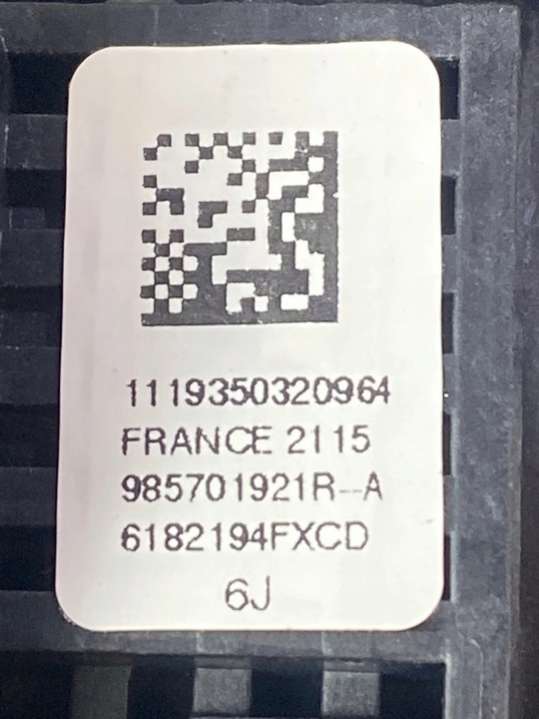 1119350320964
FRANCE 2115
985701921R--A
6182194FXCD
6J